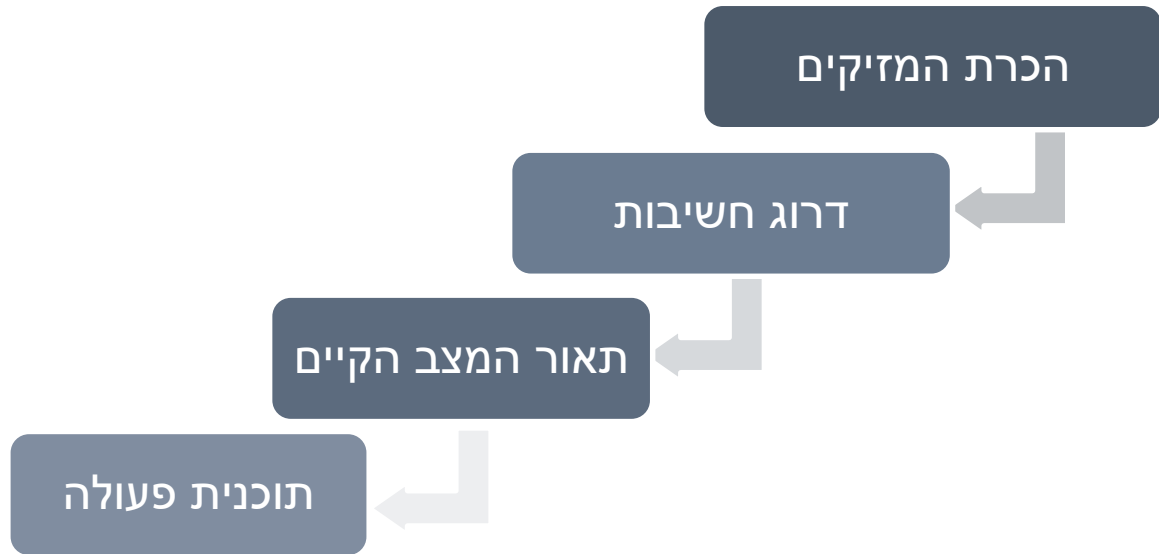 הכרת המזיקים
דרוג חשיבות
תאור המצב הקיים
תוכנית פעולה